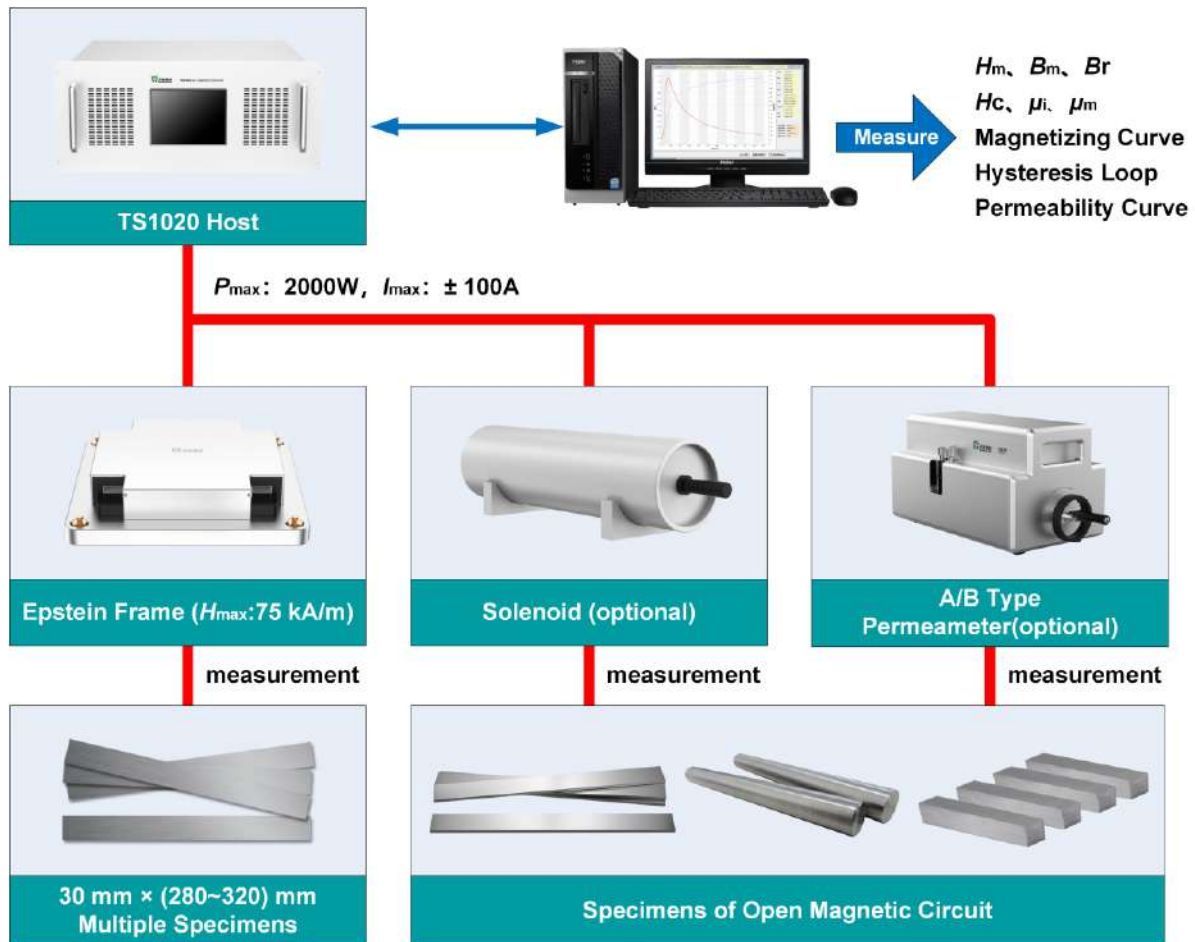 Hm、Bm、Br
Hc、μi、μm
Measure
Magnetizing Curve
Hysteresis Loop
Permeability Curve
TS1020 Host
Pmax：2000W，Imax：± 100A
Epstein Frame (Hmax:75 kA/m)
Solenoid (optional)
A/B Type
Permeameter(optional)
measurement
measurement
measurement
30 mm × (280~320) mm
Multiple Specimens
Specimens of Open Magnetic Circuit